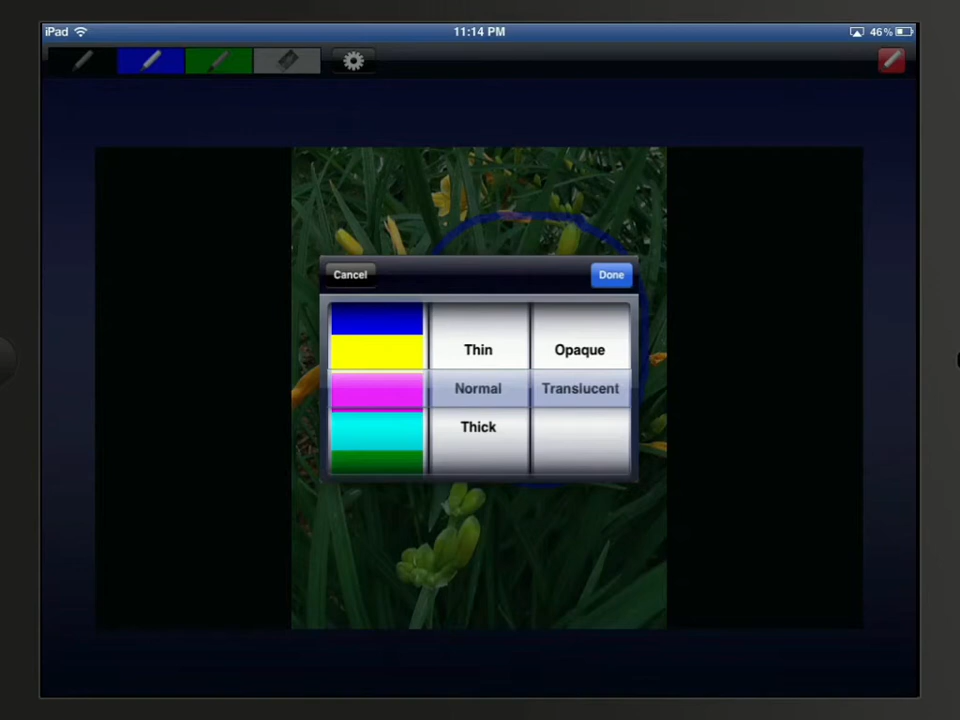 iPad 11:14 PM 46%
Cancel Done
Thin Opaque
Normal Translucent
Thick